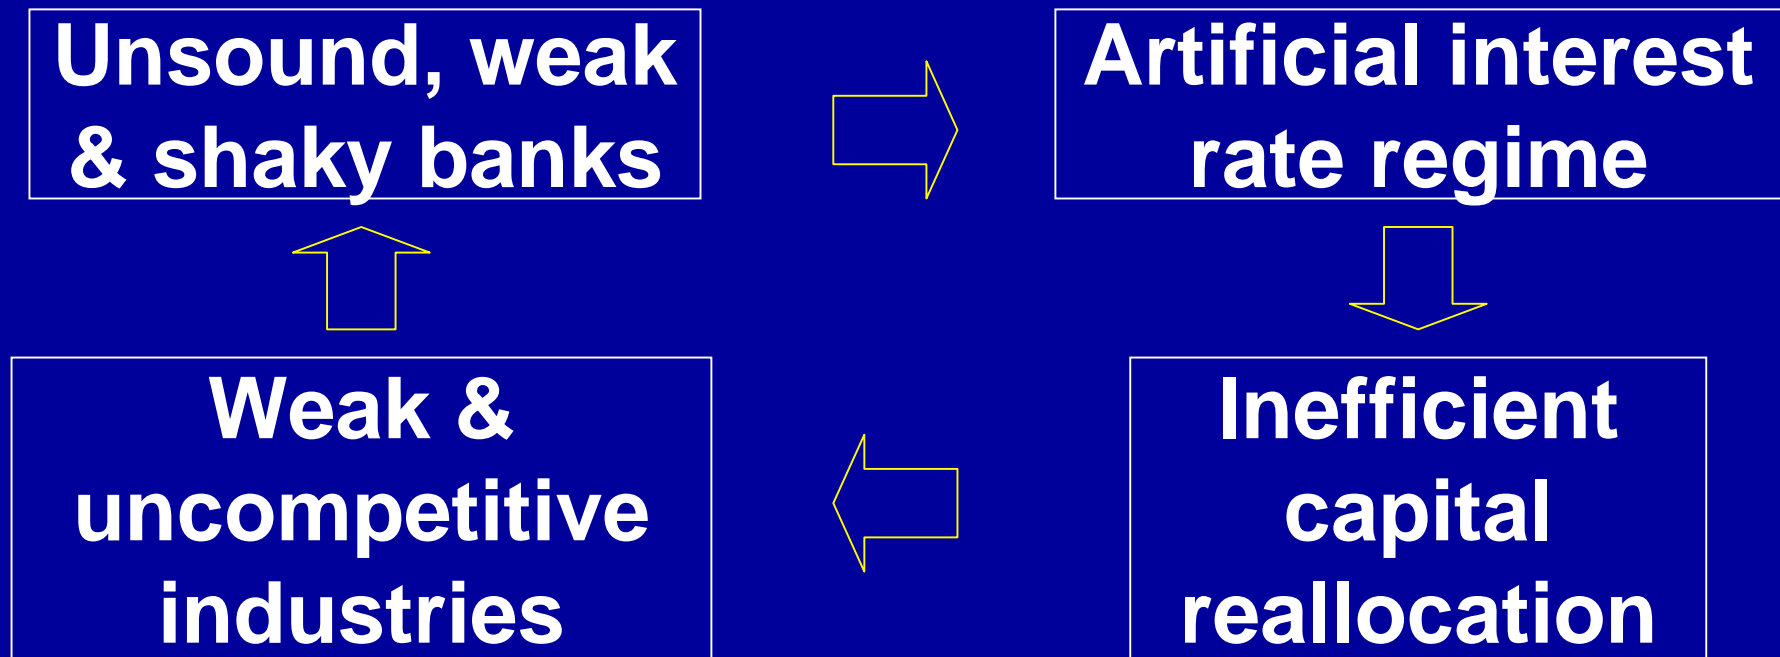 Unsound, weak
& shaky banks
Artificial interest
rate regime
Weak &
uncompetitive
industries
Inefficient
capital
reallocation